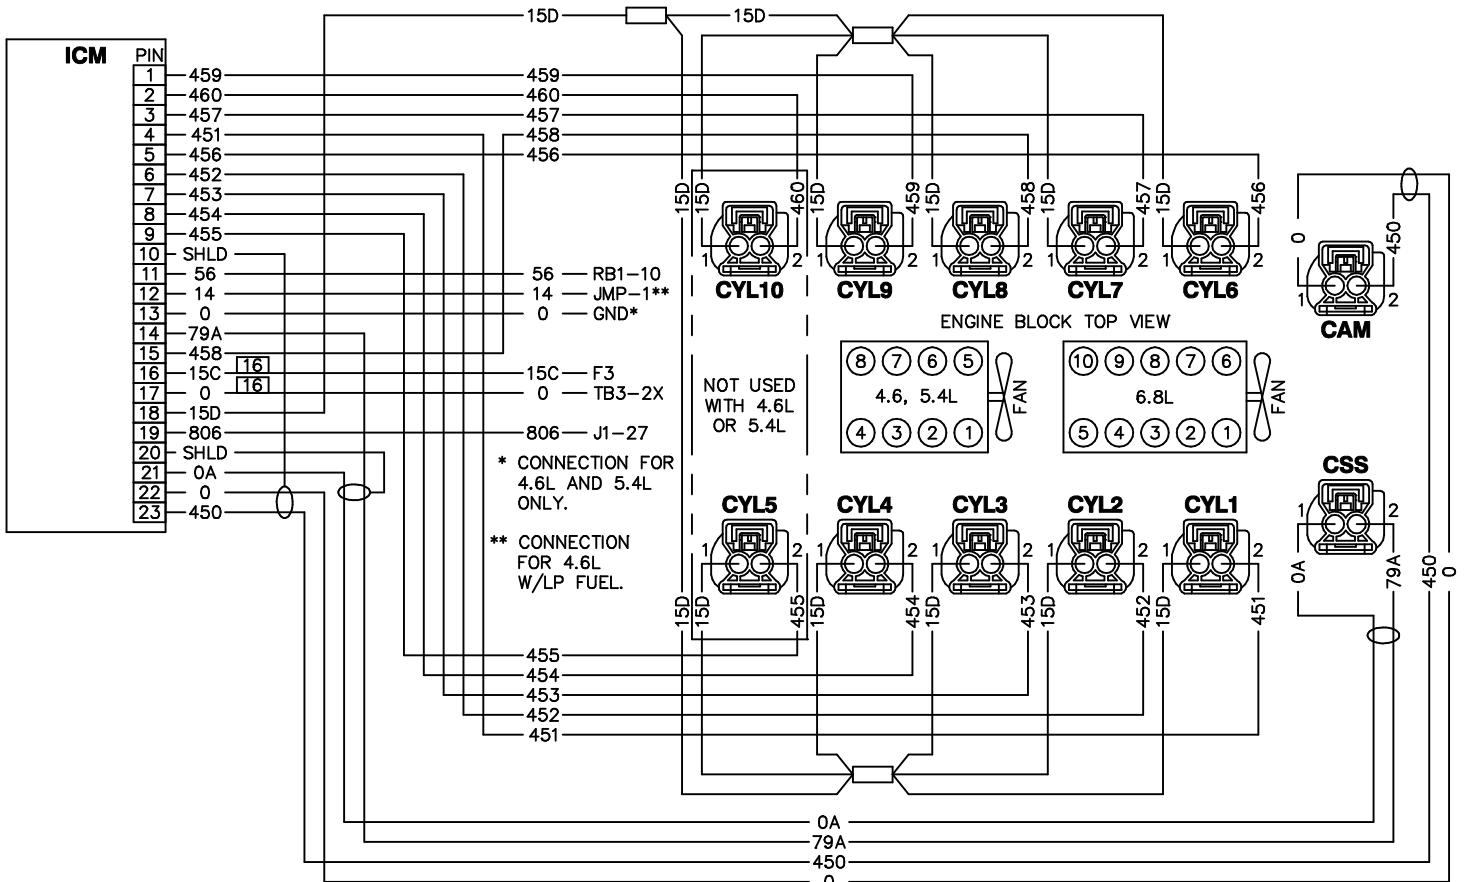 15D 15D
ICM PIN
1 459 459
2 460 460
3 457 457
4 451 458
5 456 456
6 452
7 453
8 454
9 455
10 SHLD
11 56 56 RB1-10
12 14 14 JMP-1**
13 0 0 GND*
14 79A
15 458
16 15C 16 15C F3
17 0 16 0 TB3-2X
18 15D
19 806 806 J1-27
20 SHLD
21 0A
22 0
23 450
* CONNECTION FOR
4.6L AND 5.4L
ONLY.
** CONNECTION
FOR 4.6L
W/LP FUEL.
15D 15D 460 15D 459 15D 458 15D 457 15D 456
1 2 1 2 1 2 1 2 1 2
CYL10 CYL9 CYL8 CYL7 CYL6
0 450
1 2
CAM
ENGINE BLOCK TOP VIEW
8 7 6 5
4.6, 5.4L
4 3 2 1
FAN
10 9 8 7 6
6.8L
5 4 3 2 1
FAN
NOT USED
WITH 4.6L
OR 5.4L
CSS
1 2
0A 79A 450 0
CYL5 CYL4 CYL3 CYL2 CYL1
1 2 1 2 1 2 1 2 1 2
15D 15D 455 15D 454 15D 453 15D 452 15D 451
455
454
453
452
451
0A
79A
450
0